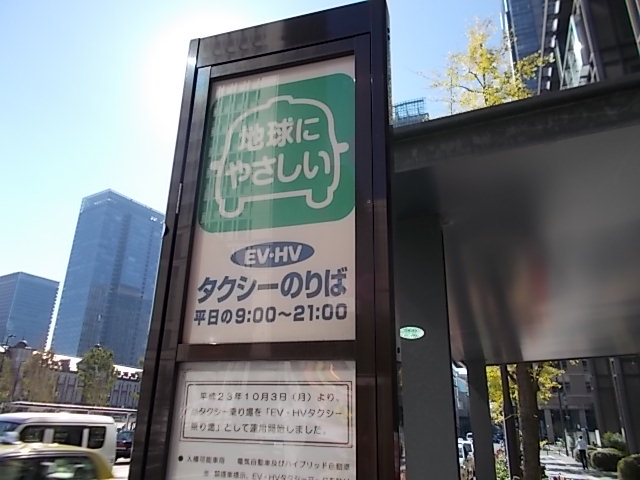 地球に
やさしい
EV・HV
タクシーのりば
平日の9:00～21:00
平成23年10月3日（月）より、
当タクシー乗り場を「EV・HVタクシー
乗り場」として運用開始しました。
● 入構可能車両 電気自動車及びハイブリッド自動車